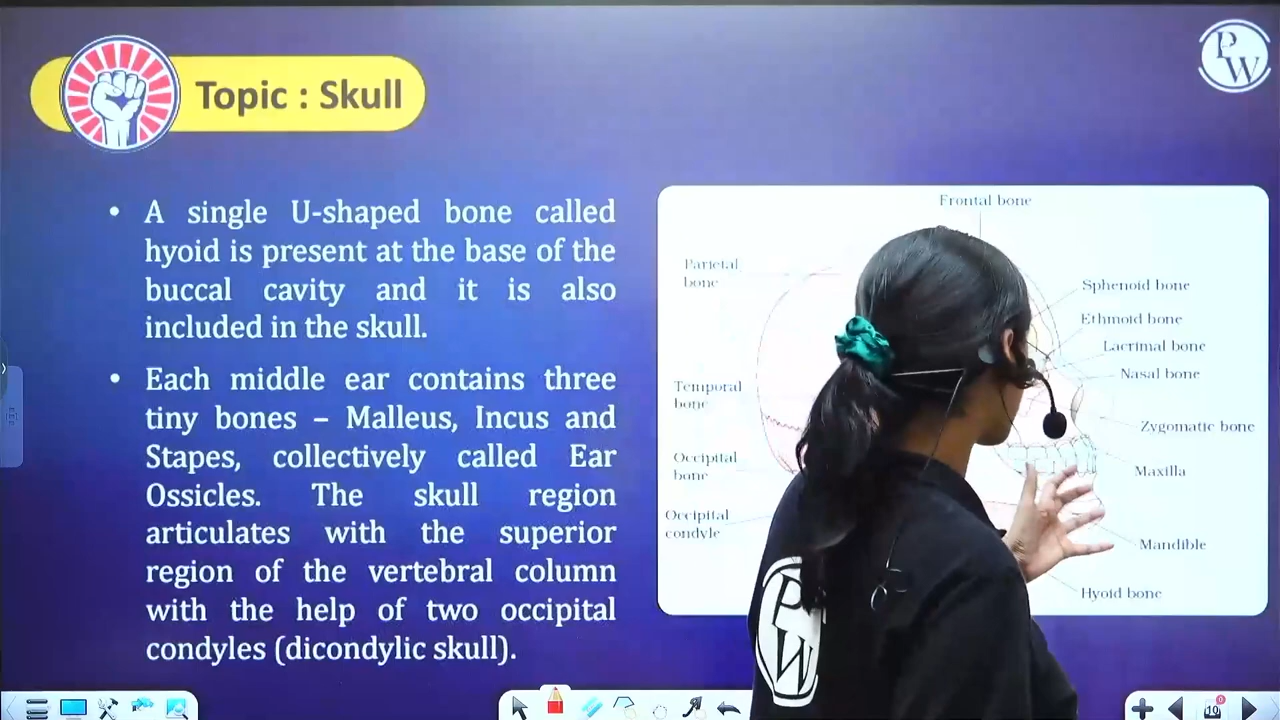 PW
Topic : Skull
• A single U-shaped bone called
hyoid is present at the base of the
buccal cavity and it is also
included in the skull.
• Each middle ear contains three
tiny bones – Malleus, Incus and
Stapes, collectively called Ear
Ossicles. The skull region
articulates with the superior
region of the vertebral column
with the help of two occipital
condyles (dicondylic skull).
Frontal bone
Parietal
bone
Sphenoid bone
Ethmoid bone
Lacrimal bone
Nasal bone
Temporal
bone
Zygomatic bone
Occipital
bone
Maxilla
Occipital
condyle
Mandible
Hyoid bone
PW
19